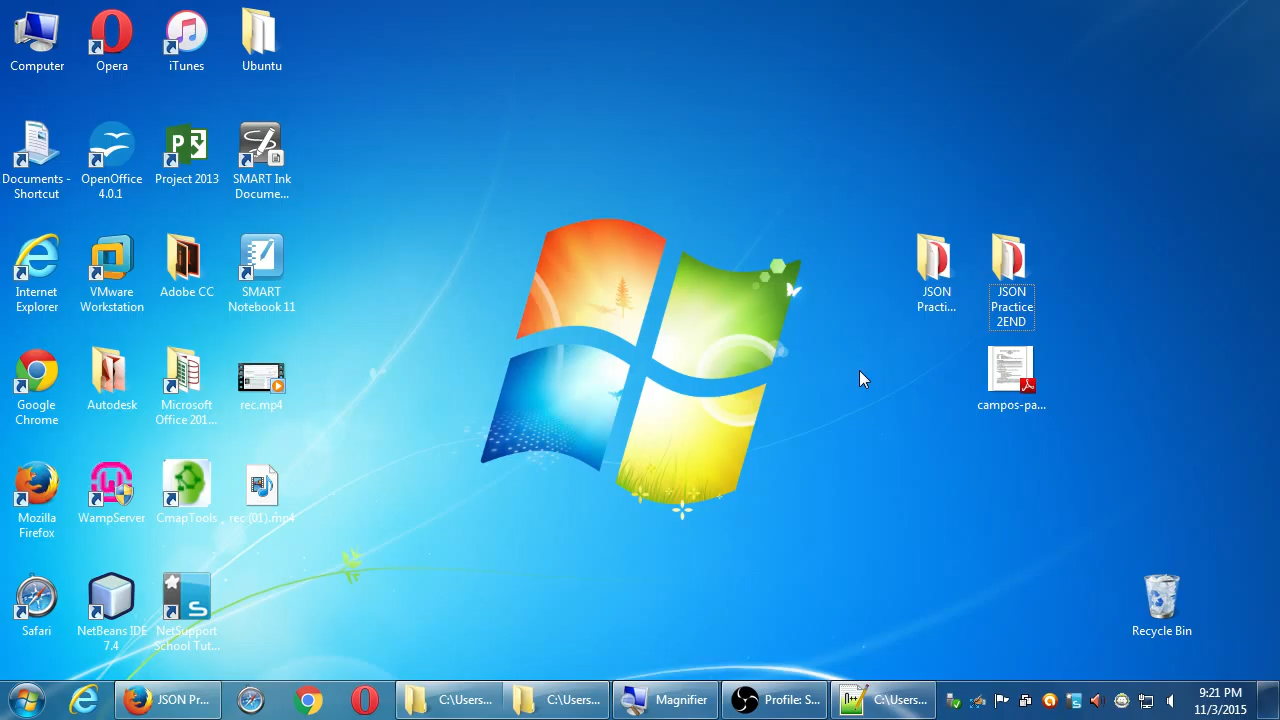 Computer
Opera
iTunes
Ubuntu
Documents -
Shortcut
OpenOffice
4.0.1
Project 2013
SMART Ink
Docume...
Internet
Explorer
VMware
Workstation
Adobe CC
SMART
Notebook 11
JSON
Practi...
JSON
Practice
2END
Google
Chrome
Autodesk
Microsoft
Office 201...
rec.mp4
campos-pa...
Mozilla
Firefox
WampServer
CmapTools
rec (01).mp4
Safari
NetBeans IDE
7.4
NetSupport
School Tut...
Recycle Bin
JSON Pr...
C:\Users...
C:\Users...
Magnifier
Profile: S...
C:\Users...
9:21 PM
11/3/2015